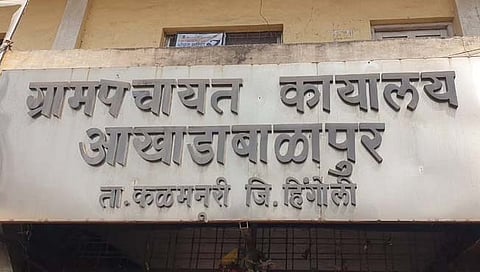 ग्रामपंचायत कायालय
आखाडाबाळापुर
ता.कळमनूरी जि.हिंगोली